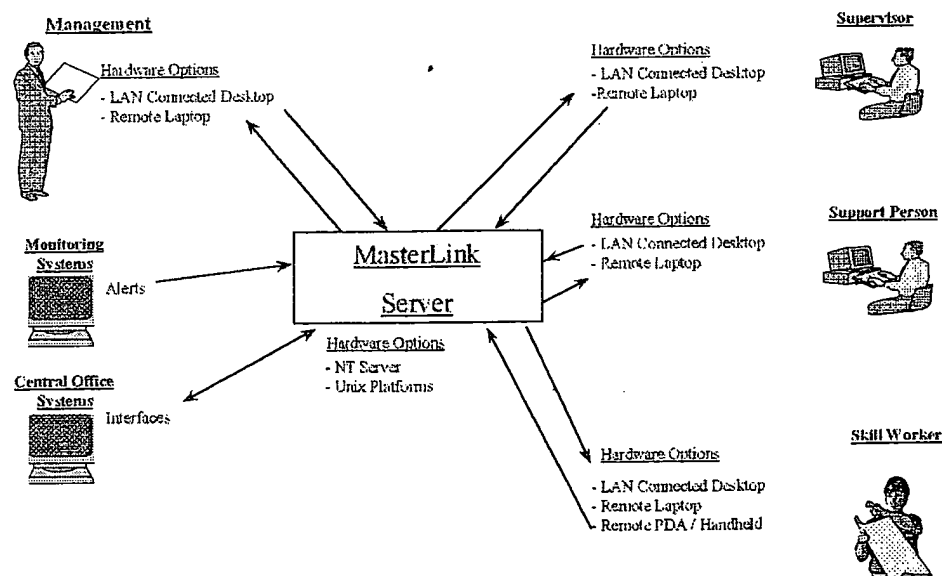 Management
Hardware Options
- LAN Connected Desktop
- Remote Laptop
Hardware Options
- LAN Connected Desktop
-Remote Laptop
Supervisor
Monitoring
Systems
Alerts
MasterLink
Server
Hardware Options
- NT Server
- Unix Platforms
Hardware Options
- LAN Connected Desktop
- Remote Laptop
Support Person
Central Office
Systems
Interfaces
Hardware Options
- LAN Connected Desktop
- Remote Laptop
- Remote PDA / Handheld
Skill Worker